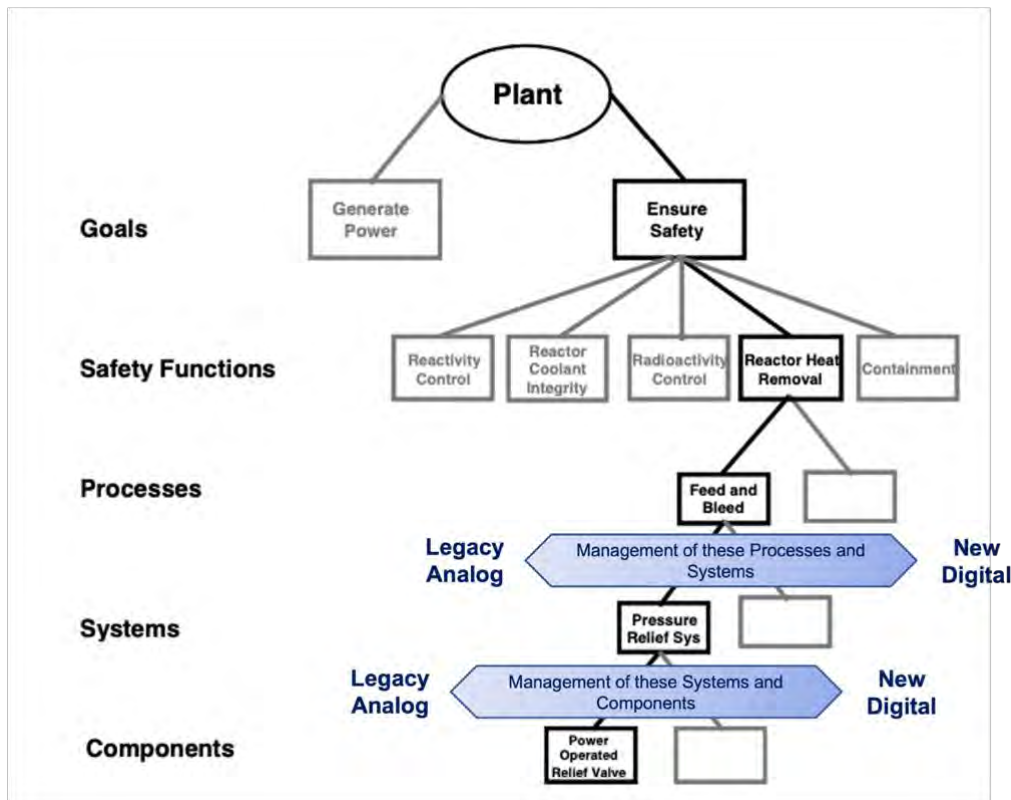 Plant
Goals
Generate
Power
Ensure
Safety
Safety Functions
Reactivity
Control
Reactor
Coolant
Integrity
Radioactivity
Control
Reactor Heat
Removal
Containment
Processes
Feed and
Bleed
Legacy
Analog
Management of these Processes and
Systems
New
Digital
Systems
Pressure
Relief Sys
Legacy
Analog
Management of these Systems and
Components
New
Digital
Components
Power
Operated
Relief Valve